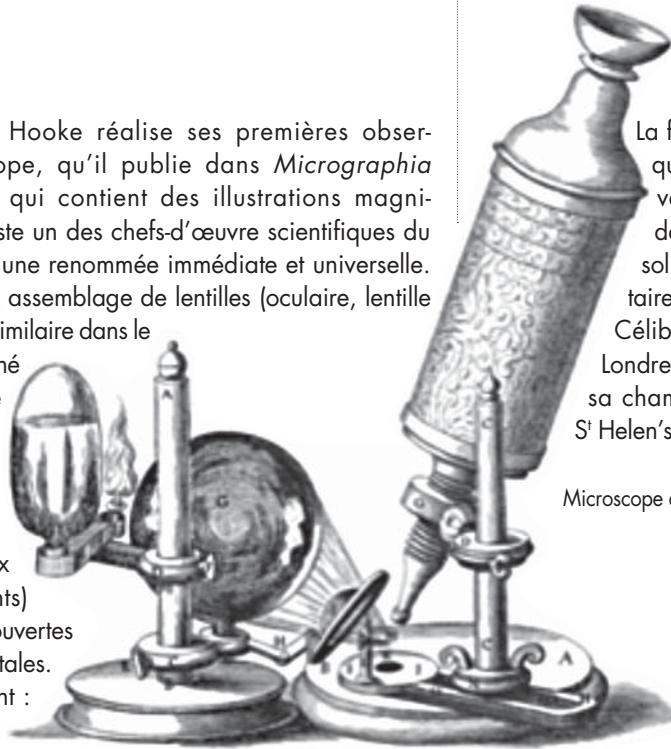 Hooke réalise ses premières obser-
ope, qu'il publie dans Micrographia
qui contient des illustrations magni-
ste un des chefs-d'œuvre scientifiques du
une renommée immédiate et universelle.
assemblage de lentilles (oculaire, lentille
imilaire dans le
né
x
nts)
ouvertes
tales.
nt :
La f
qu
de
sol
taire
Célib
Londre
sa cham
St Helen's
Microscope
A
G
H
A